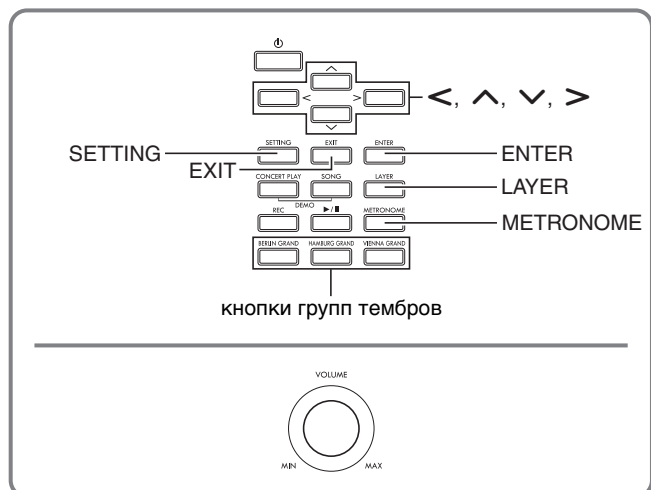 <, ∧, ∨, >
< >
SETTING EXIT ENTER
SETTING
EXIT
ENTER
CONCERT PLAY SONG LAYER
LAYER
DEMO
REC ▶/■ METRONOME
METRONOME
BERLIN GRAND HAMBURG GRAND VIENNA GRAND
кнопки групп тембров
VOLUME
MIN MAX